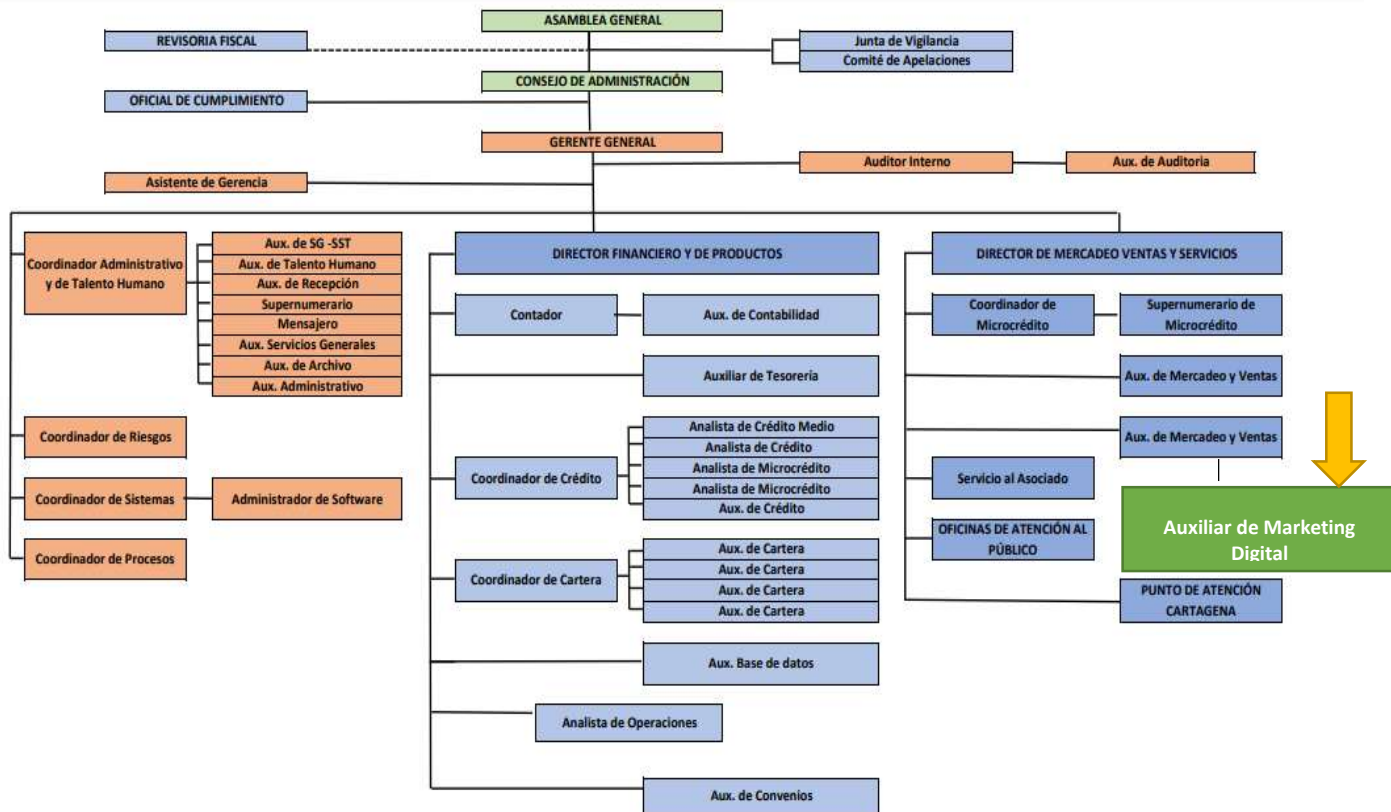 ASAMBLEA GENERAL
REVISORIA FISCAL
Junta de Vigilancia
Comité de Apelaciones
CONSEJO DE ADMINISTRACIÓN
OFICIAL DE CUMPLIMIENTO
GERENTE GENERAL
Auditor Interno
Aux. de Auditoria
Asistente de Gerencia
Coordinador Administrativo
y de Talento Humano
Aux. de SG -SST
Aux. de Talento Humano
Aux. de Recepción
Supernumerario
Mensajero
Aux. Servicios Generales
Aux. de Archivo
Aux. Administrativo
Coordinador de Riesgos
Coordinador de Sistemas
Administrador de Software
Coordinador de Procesos
DIRECTOR FINANCIERO Y DE PRODUCTOS
Contador
Aux. de Contabilidad
Auxiliar de Tesorería
Coordinador de Crédito
Analista de Crédito Medio
Analista de Crédito
Analista de Microcrédito
Analista de Microcrédito
Aux. de Crédito
Coordinador de Cartera
Aux. de Cartera
Aux. de Cartera
Aux. de Cartera
Aux. de Cartera
Aux. Base de datos
Analista de Operaciones
Aux. de Convenios
DIRECTOR DE MERCADEO VENTAS Y SERVICIOS
Coordinador de
Microcrédito
Supernumerario de
Microcrédito
Aux. de Mercadeo y Ventas
Aux. de Mercadeo y Ventas
Servicio al Asociado
Auxiliar de Marketing
Digital
OFICINAS DE ATENCIÓN AL
PÚBLICO
PUNTO DE ATENCIÓN
CARTAGENA